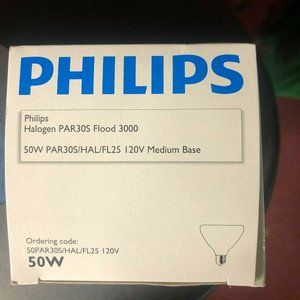 PHILIPS
Philips
Halogen PAR30S Flood 3000
50W PAR30S/HAL/FL25 120V Medium Base
Ordering code:
50PAR30S/HAL/FL25 120V
50W